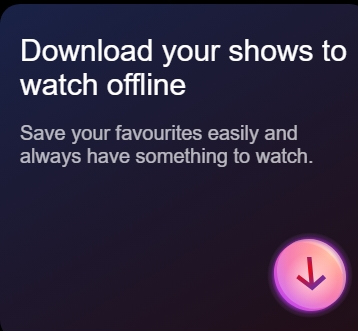 Download your shows to
watch offline
Save your favourites easily and
always have something to watch.